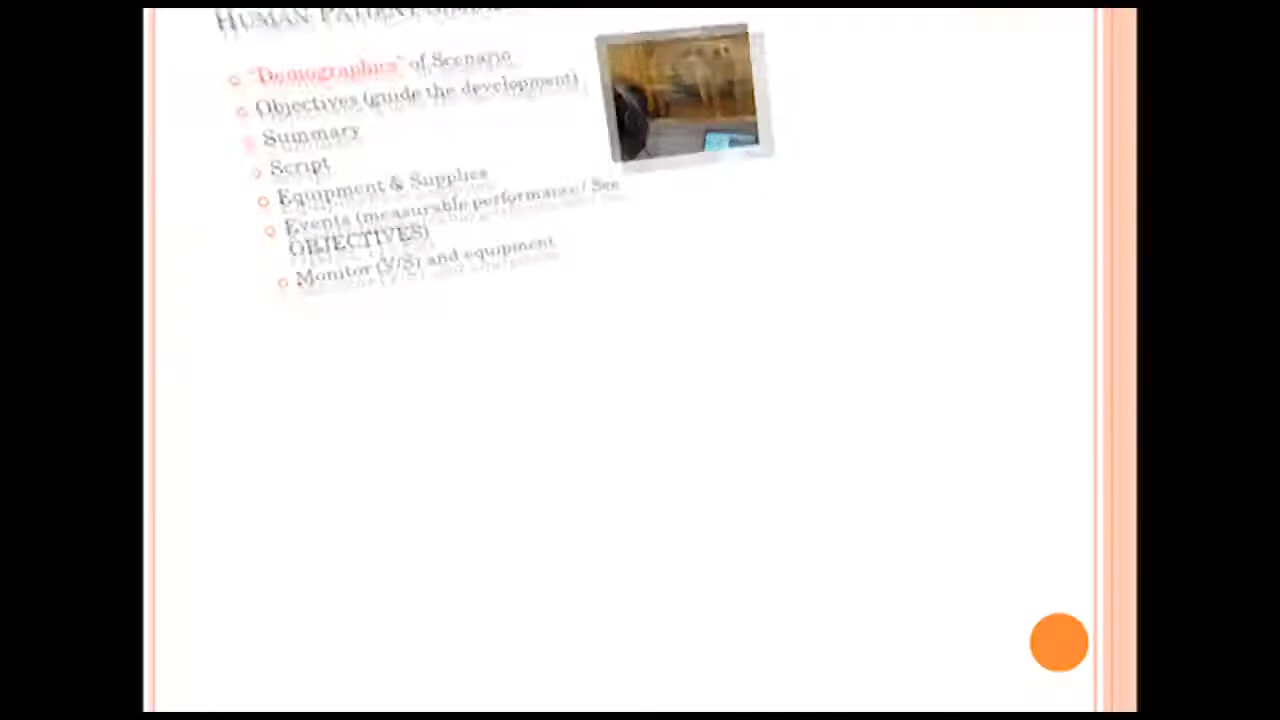 HUMAN PATIENT
"Demographics" of Scenario
Objectives (guide the development)
Summary
Script
Equipment & Supplies
Events (measurable performance / See
OBJECTIVES)
Monitor (V/S) and equipment